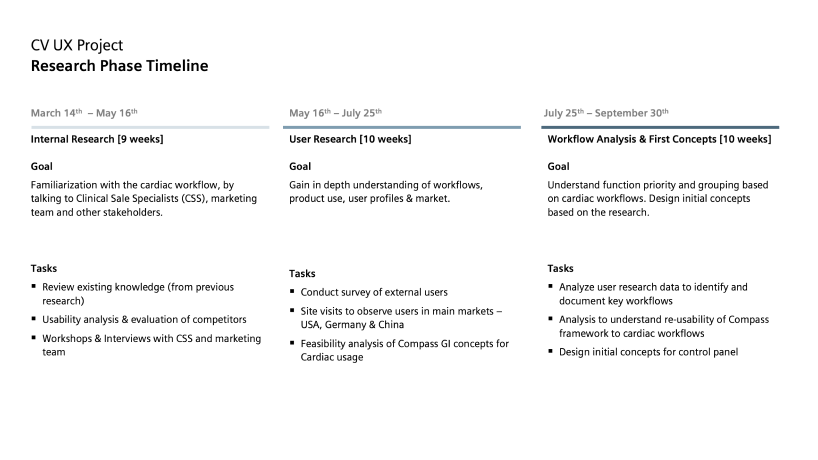 CV UX Project
Research Phase Timeline
March 14th – May 16th
Internal Research [9 weeks]
Goal
Familiarization with the cardiac workflow, by
talking to Clinical Sale Specialists (CSS), marketing
team and other stakeholders.
Tasks
▪ Review existing knowledge (from previous
research)
▪ Usability analysis & evaluation of competitors
▪ Workshops & Interviews with CSS and marketing
team
May 16th – July 25th
User Research [10 weeks]
Goal
Gain in depth understanding of workflows,
product use, user profiles & market.
Tasks
▪ Conduct survey of external users
▪ Site visits to observe users in main markets –
USA, Germany & China
▪ Feasibility analysis of Compass GI concepts for
Cardiac usage
July 25th – September 30th
Workflow Analysis & First Concepts [10 weeks]
Goal
Understand function priority and grouping based
on cardiac workflows. Design initial concepts
based on the research.
Tasks
▪ Analyze user research data to identify and
document key workflows
▪ Analysis to understand re-usability of Compass
framework to cardiac workflows
▪ Design initial concepts for control panel